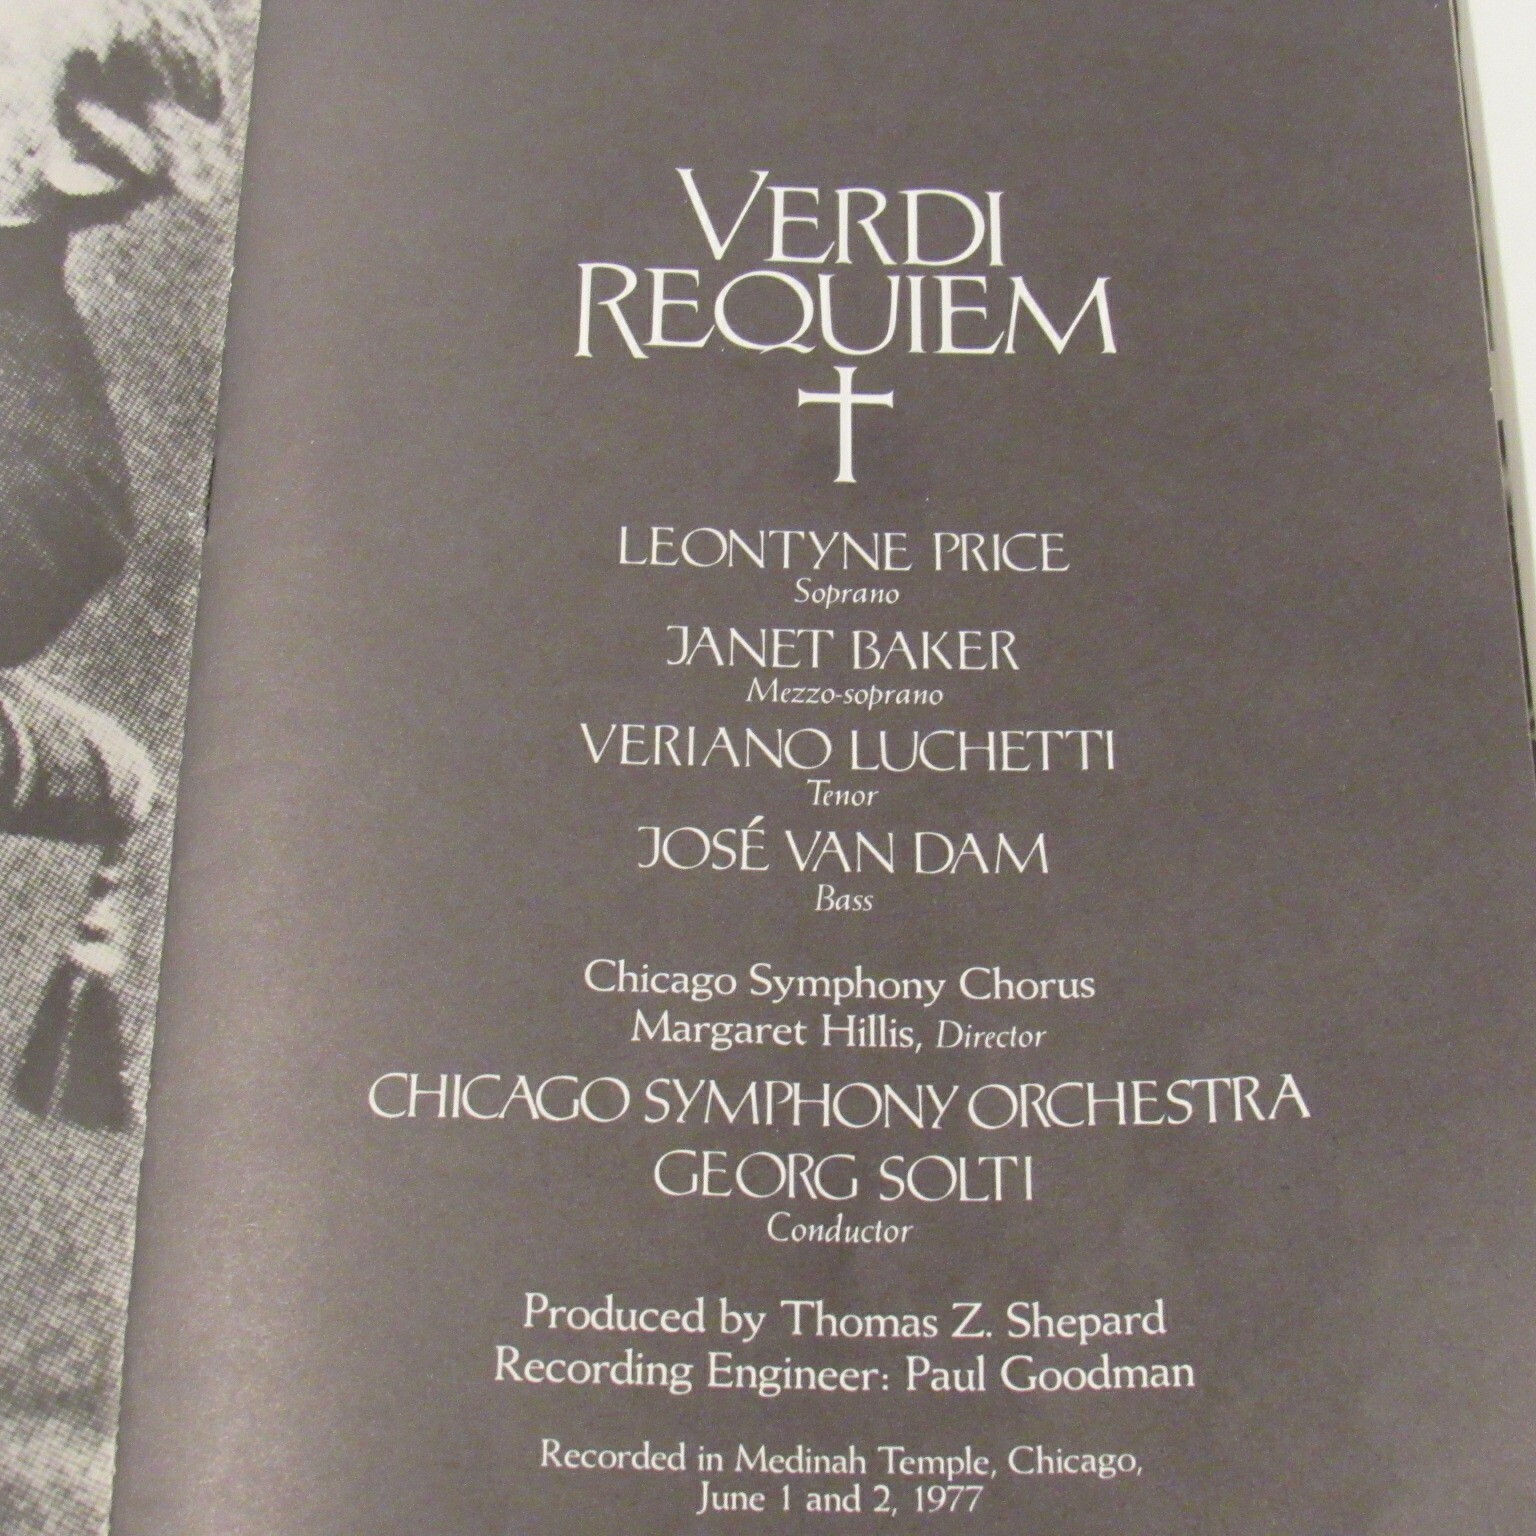 VERDI
REQUIEM
LEONTYNE PRICE
Soprano
JANET BAKER
Mezzo-soprano
VERIANO LUCHETTI
Tenor
JOSÉ VAN DAM
Bass
Chicago Symphony Chorus
Margaret Hillis, Director
CHICAGO SYMPHONY ORCHESTRA
GEORG SOLTI
Conductor
Produced by Thomas Z. Shepard
Recording Engineer: Paul Goodman
Recorded in Medinah Temple, Chicago,
June 1 and 2, 1977